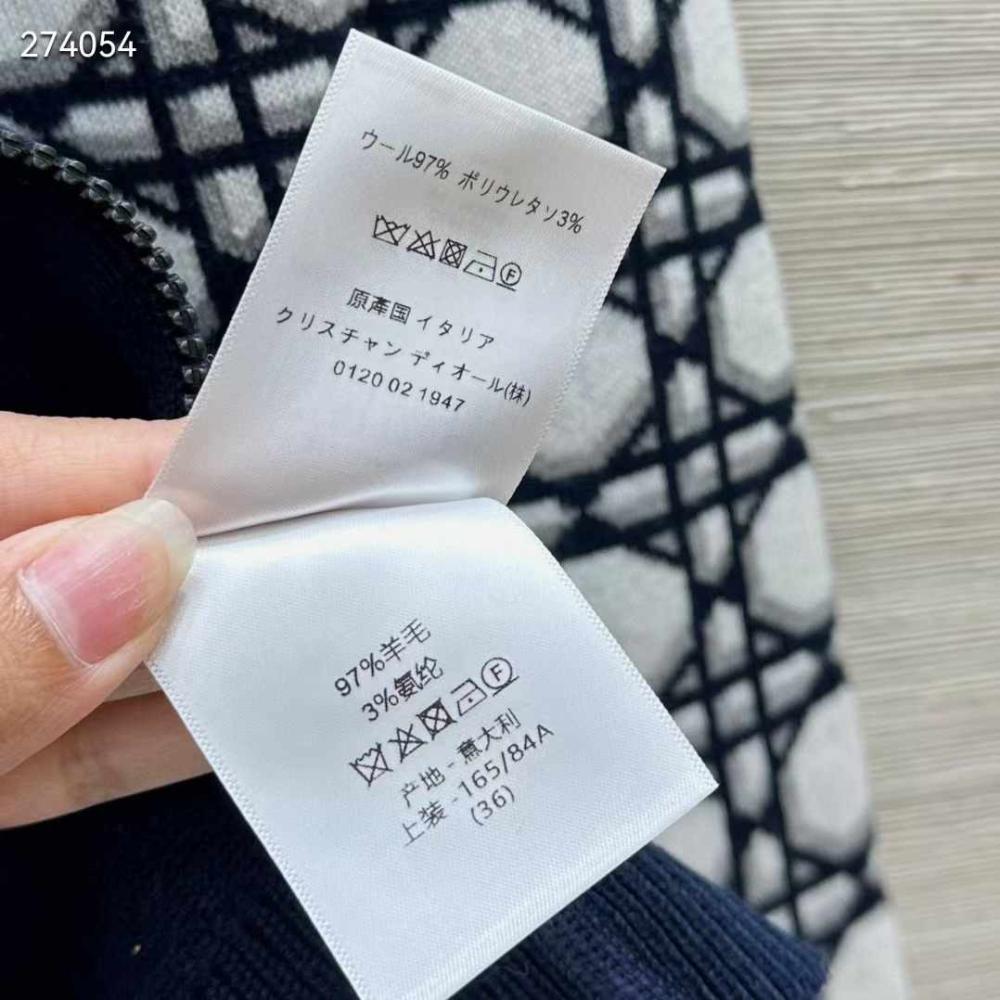 274054
ウール97% ポリウレタソ3%
F
原產国 イタリア
クリスチャン ディオール(株)
0120 02 1947
97%羊毛
3%氨纶
F
产地 - 意大利
上装 - 165/84A
(36)